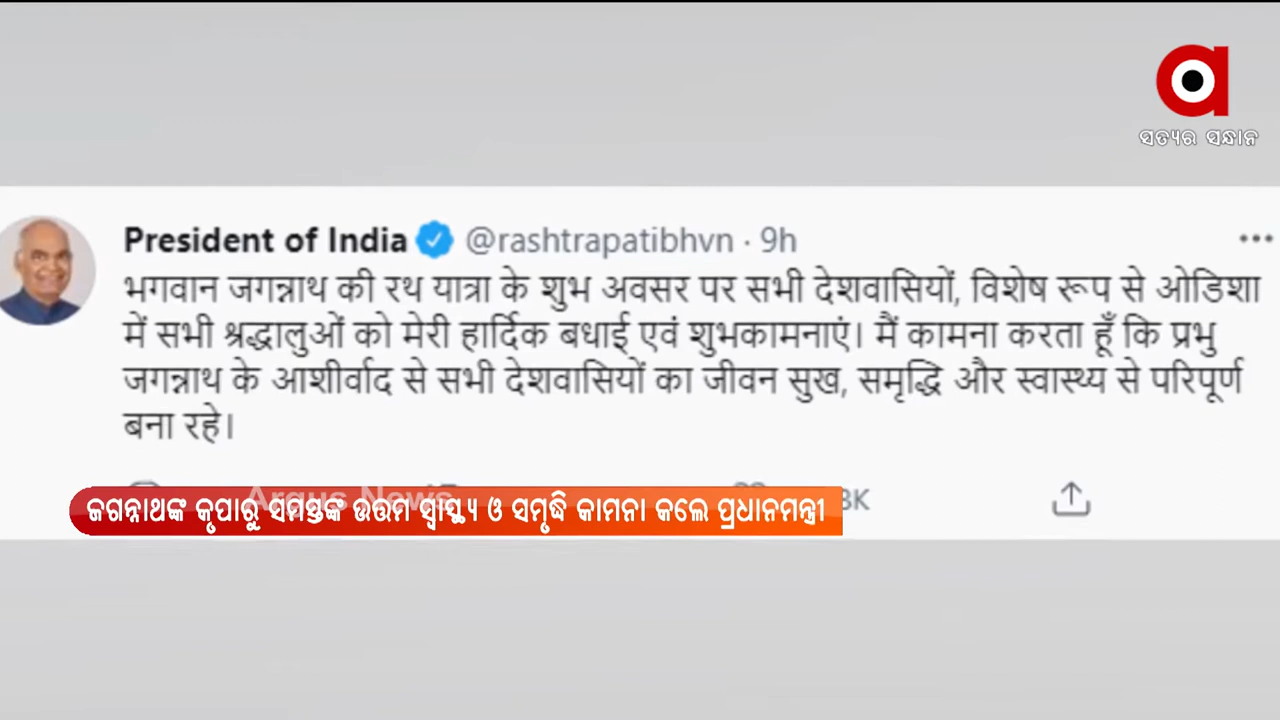 ସତ୍ୟର ସନ୍ଧାନ
President of India @rashtrapatibhvn · 9h
भगवान जगन्नाथ की रथ यात्रा के शुभ अवसर पर सभी देशवासियों, विशेष रूप से ओडिशा
में सभी श्रद्धालुओं को मेरी हार्दिक बधाई एवं शुभकामनाएं। मैं कामना करता हूँ कि प्रभु
जगन्नाथ के आशीर्वाद से सभी देशवासियों का जीवन सुख, समृद्धि और स्वास्थ्य से परिपूर्ण
बना रहे।
Argus News
ଜଗନ୍ନାଥଙ୍କ କୃପାରୁ ସମସ୍ତଙ୍କ ଉତ୍ତମ ସ୍ୱାସ୍ଥ୍ୟ ଓ ସମୃଦ୍ଧି କାମନା କଲେ ପ୍ରଧାନମନ୍ତ୍ରୀ